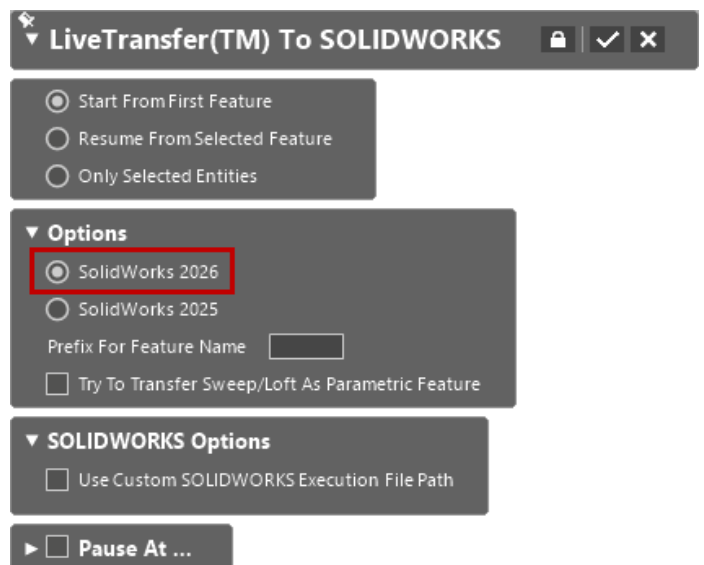 LiveTransfer(TM) To SOLIDWORKS
Start From First Feature
Resume From Selected Feature
Only Selected Entities
Options
SolidWorks 2026
SolidWorks 2025
Prefix For Feature Name
Try To Transfer Sweep/Loft As Parametric Feature
SOLIDWORKS Options
Use Custom SOLIDWORKS Execution File Path
Pause At ...